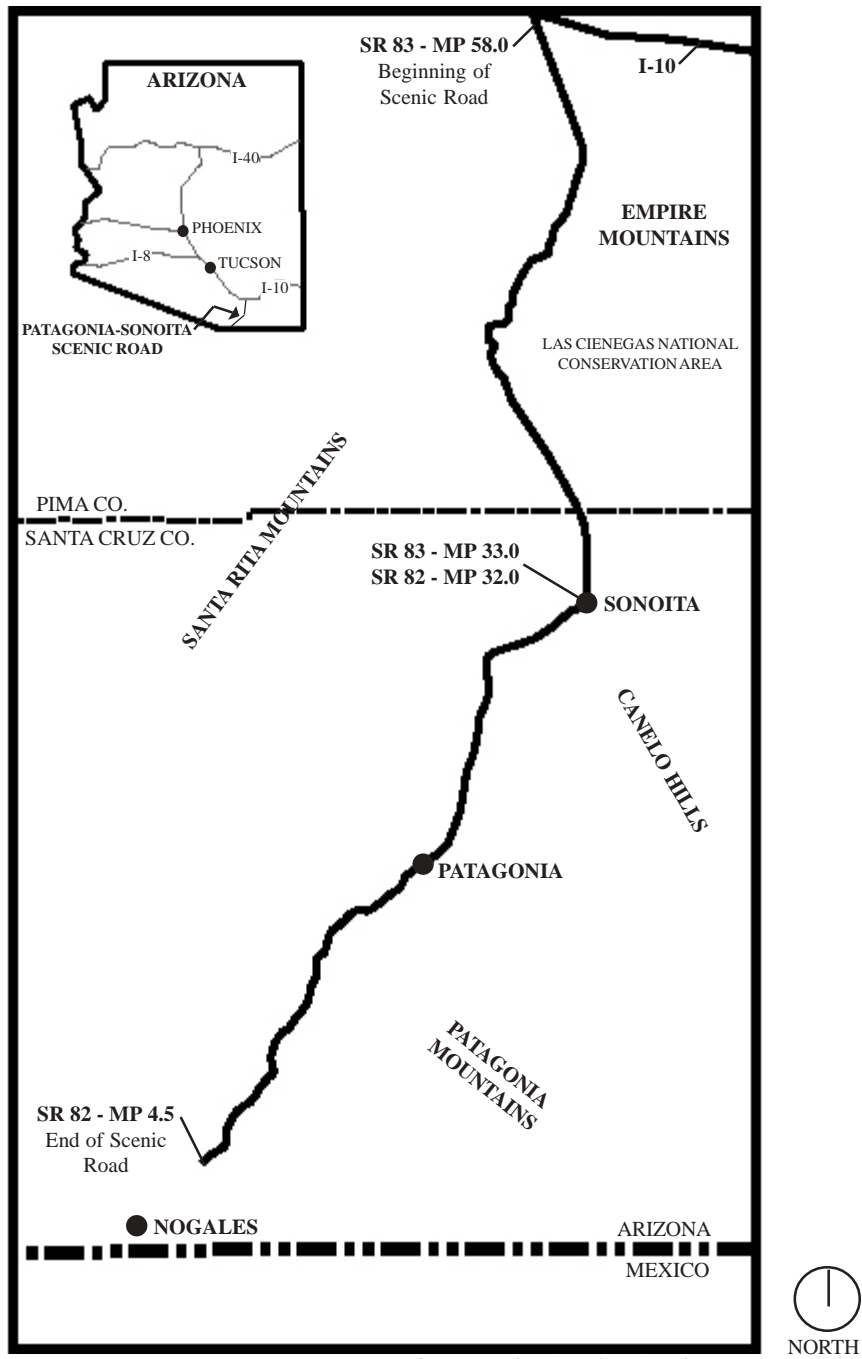 SR 83 - MP 58.0
Beginning of
Scenic Road
I-10
ARIZONA
I-40
PHOENIX
I-8
TUCSON
I-10
PATAGONIA-SONOITA
SCENIC ROAD
EMPIRE
MOUNTAINS
LAS CIENEGAS NATIONAL
CONSERVATION AREA
SANTA RITA MOUNTAINS
PIMA CO.
SANTA CRUZ CO.
SR 83 - MP 33.0
SR 82 - MP 32.0
SONOITA
CANELO HILLS
PATAGONIA
PATAGONIA
MOUNTAINS
SR 82 - MP 4.5
End of Scenic
Road
NOGALES
ARIZONA
MEXICO
NORTH